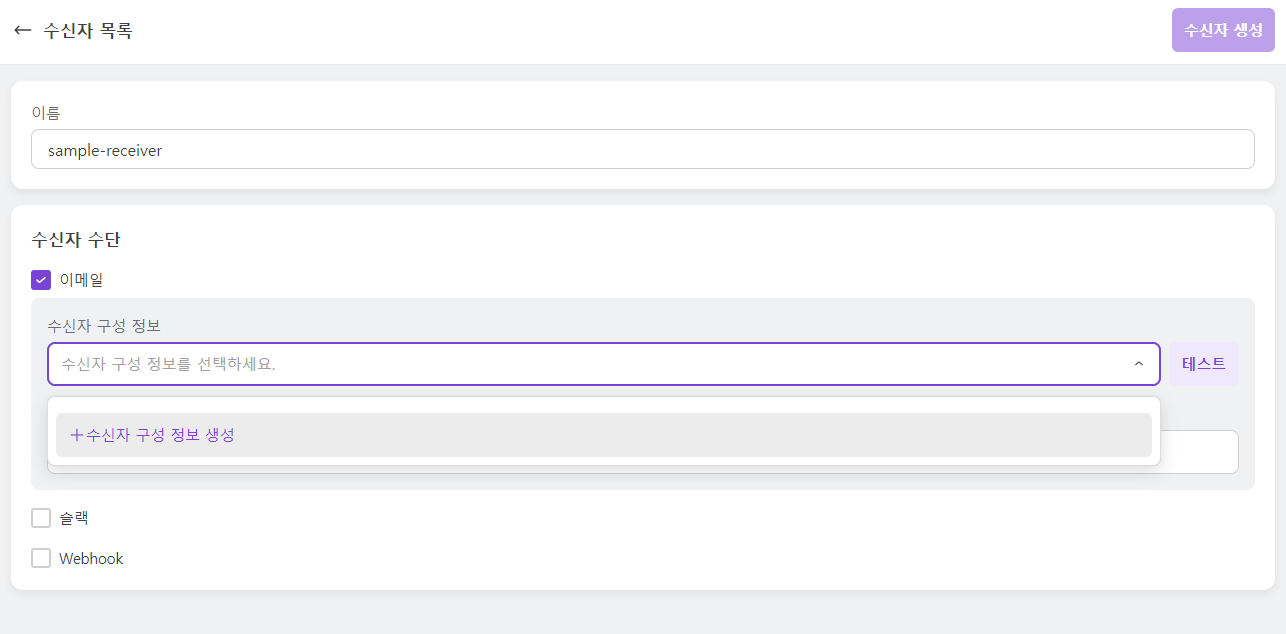 ← 수신자 목록
수신자 생성
이름
sample-receiver
수신자 수단
이메일
수신자 구성 정보
수신자 구성 정보를 선택하세요.
테스트
+수신자 구성 정보 생성
슬랙
Webhook